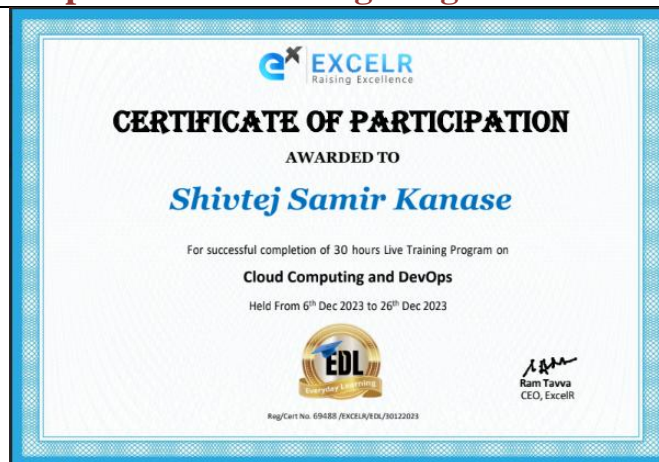 EXCELR
Raising Excellence
CERTIFICATE OF PARTICIPATION
AWARDED TO
Shivtej Samir Kanase
For successful completion of 30 hours Live Training Program on
Cloud Computing and DevOps
Held From 6th Dec 2023 to 26th Dec 2023
EDL
Everyday Learning
Ram Tavva
CEO, ExcelR
Reg/Cert No. 69488 /EXCELR/EDL/30122023